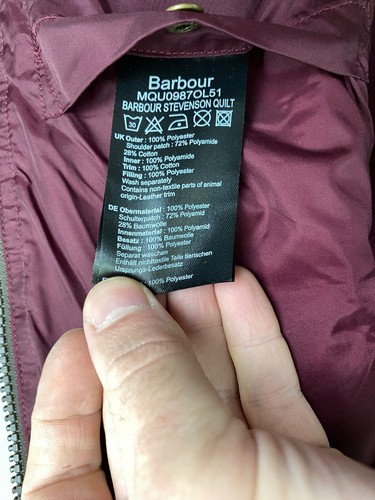 Barbour
MQU0987OL51
BARBOUR STEVENSON QUILT
30
UK Outer : 100% Polyester
Shoulder patch : 72% Polyamide
28% Cotton
Inner : 100% Polyamide
Trim : 100% Cotton
Filling : 100% Polyester
Wash separately
Contains non-textile parts of animal
origin-Leather trim
DE Obermaterial : 100% Polyester
Schulterpatch : 72% Polyamid
28% Baumwolle
Innenmaterial : 100% Polyamid
Besatz : 100% Baumwolle
Füllung : 100% Polyester
Separat waschen
Enthält nichttextile Teile tierischen
Ursprungs-Lederbesatz